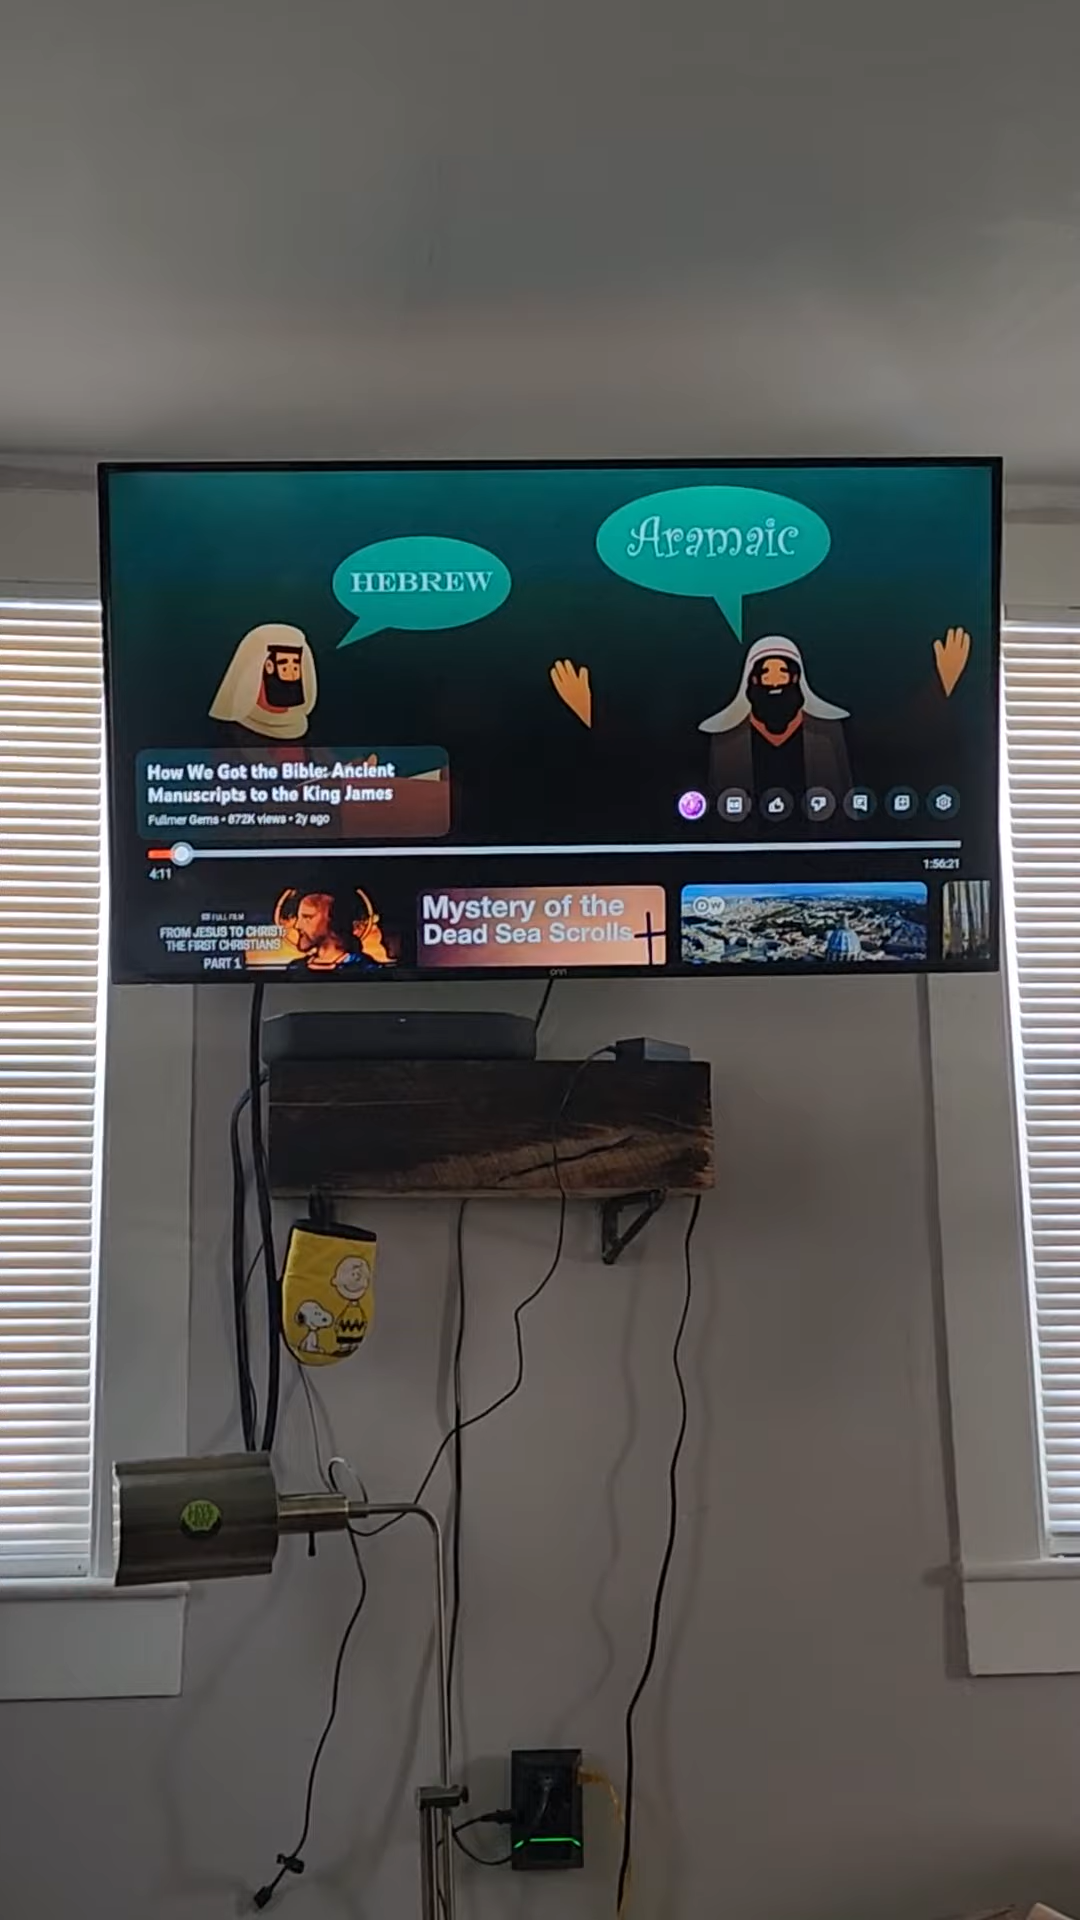 HEBREW
Aramaic
How We Got the Bible: Ancient
Manuscripts to the King James
Fullmer Gems • 872K views • 2y ago
4:11
1:56:21
FULL FILM
FROM JESUS TO CHRIST:
THE FIRST CHRISTIANS
PART 1
Mystery of the
Dead Sea Scrolls
DW
onn